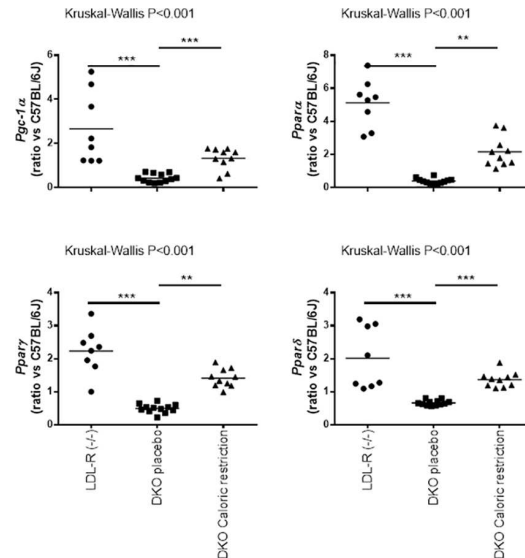 Kruskal-Wallis P<0.001
***
***
Pgc-1α
(ratio vs C57BL/6J)
6
4
2
0
Kruskal-Wallis P<0.001
**
***
Pparα
(ratio vs C57BL/6J)
8
6
4
2
0
Kruskal-Wallis P<0.001
**
***
Pparγ
(ratio vs C57BL/6J)
4
3
2
1
0
LDL-R (-/-)
DKO placebo
DKO Caloric restriction
Kruskal-Wallis P<0.001
***
***
Pparδ
(ratio vs C57BL/6J)
4
3
2
1
0
LDL-R (-/-)
DKO placebo
DKO Caloric restriction